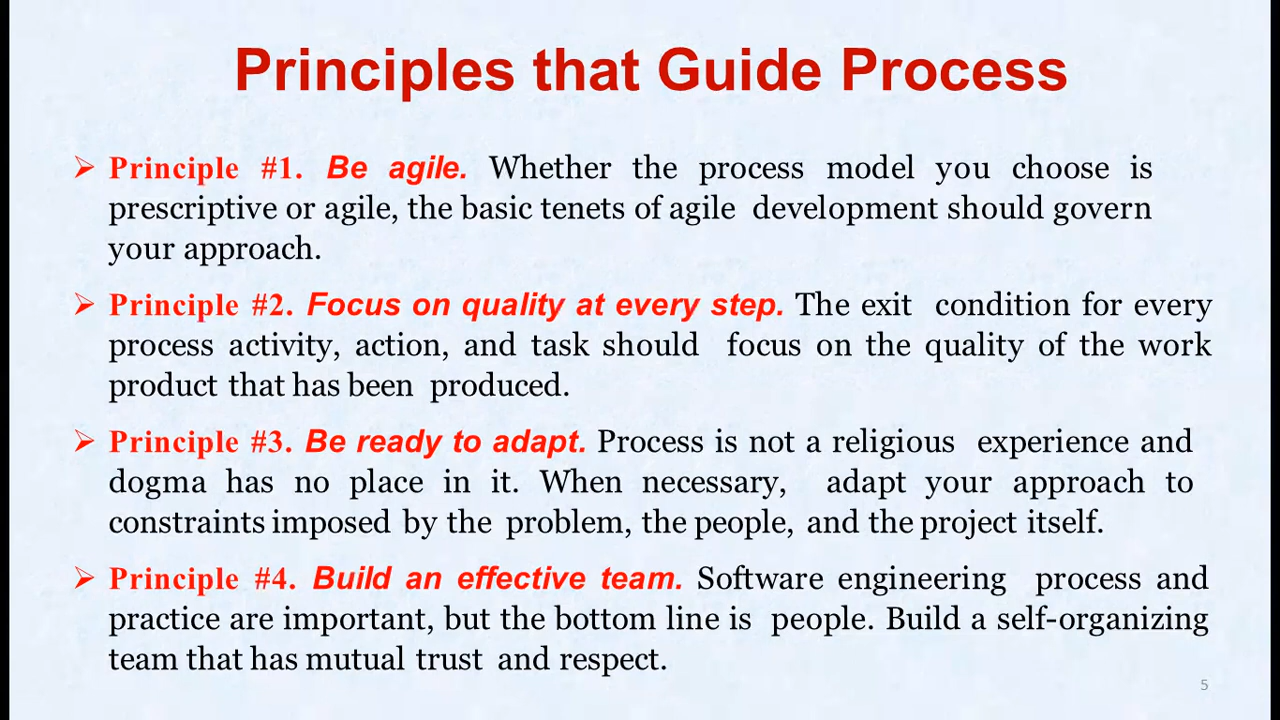 Principles that Guide Process
➢ Principle #1. Be agile. Whether the process model you choose is
prescriptive or agile, the basic tenets of agile development should govern
your approach.
➢ Principle #2. Focus on quality at every step. The exit condition for every
process activity, action, and task should focus on the quality of the work
product that has been produced.
➢ Principle #3. Be ready to adapt. Process is not a religious experience and
dogma has no place in it. When necessary, adapt your approach to
constraints imposed by the problem, the people, and the project itself.
➢ Principle #4. Build an effective team. Software engineering process and
practice are important, but the bottom line is people. Build a self-organizing
team that has mutual trust and respect.
5